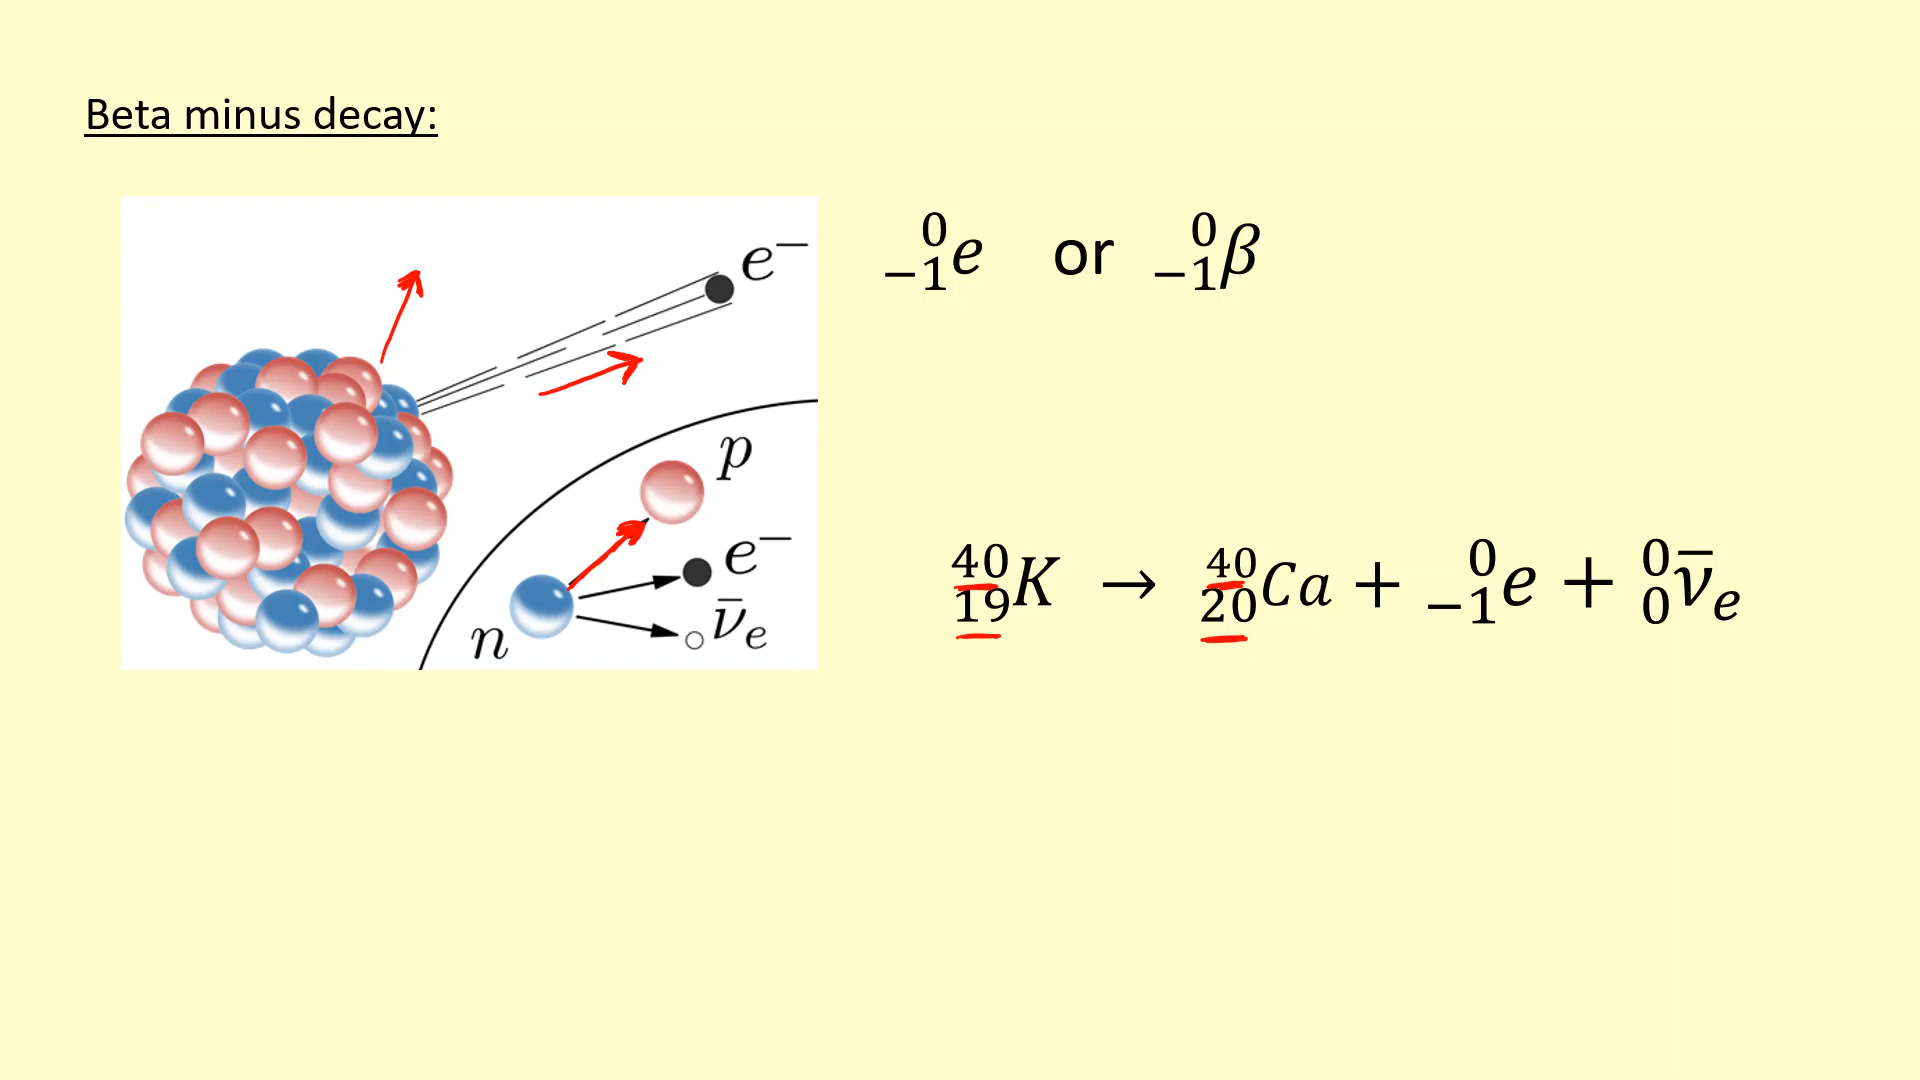 Beta minus decay:
e⁻
p
e⁻
n
ν̄ₑ
⁰₋₁e or ⁰₋₁β
⁴⁰₁₉K → ⁴⁰₂₀Ca + ⁰₋₁e + ⁰₀ν̄ₑ